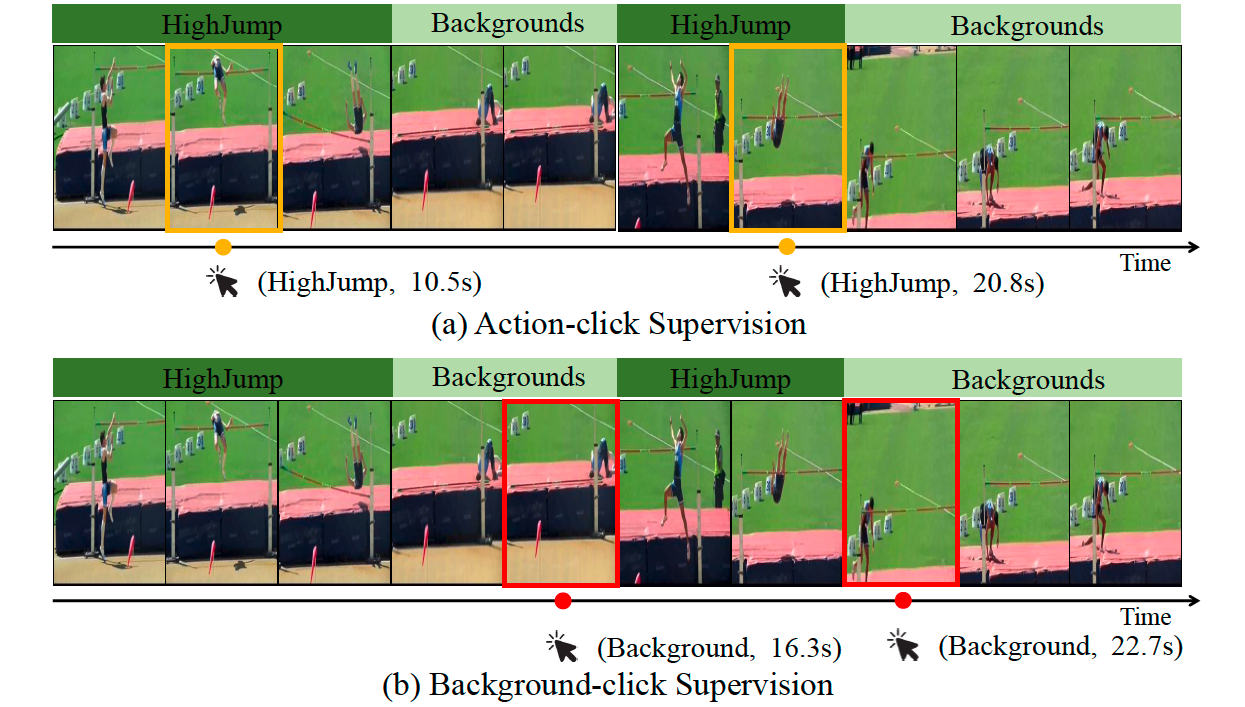 HighJump Backgrounds HighJump Backgrounds
Time
(HighJump, 10.5s) (HighJump, 20.8s)
(a) Action-click Supervision
HighJump Backgrounds HighJump Backgrounds
Time
(Background, 16.3s) (Background, 22.7s)
(b) Background-click Supervision